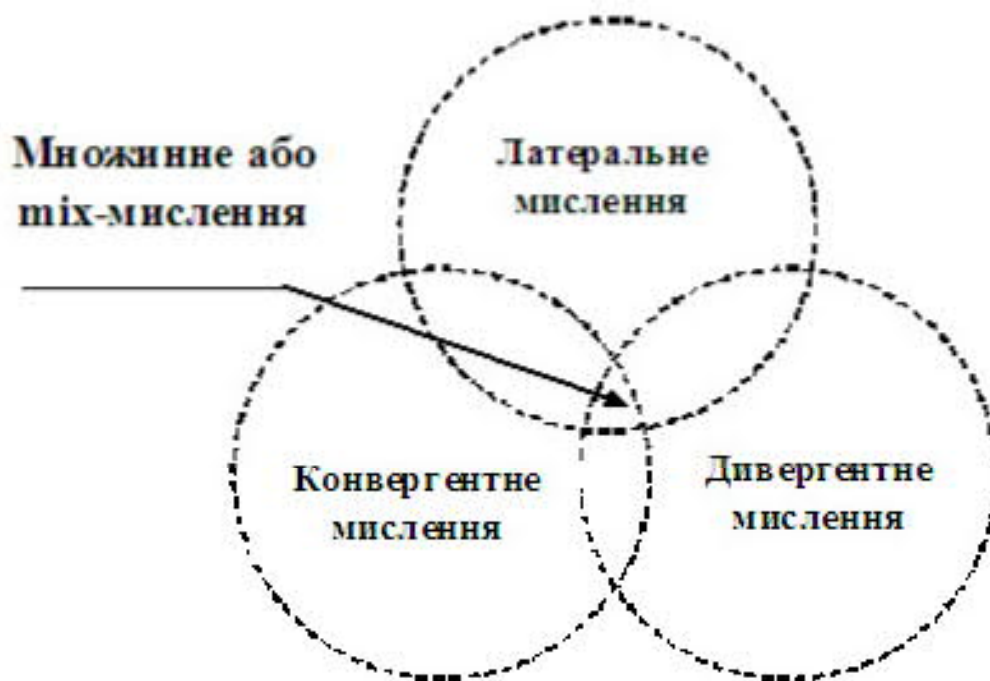 Множинне або
mix-мислення
Латеральне
мислення
Конвергентне
мислення
Дивергентне
мислення